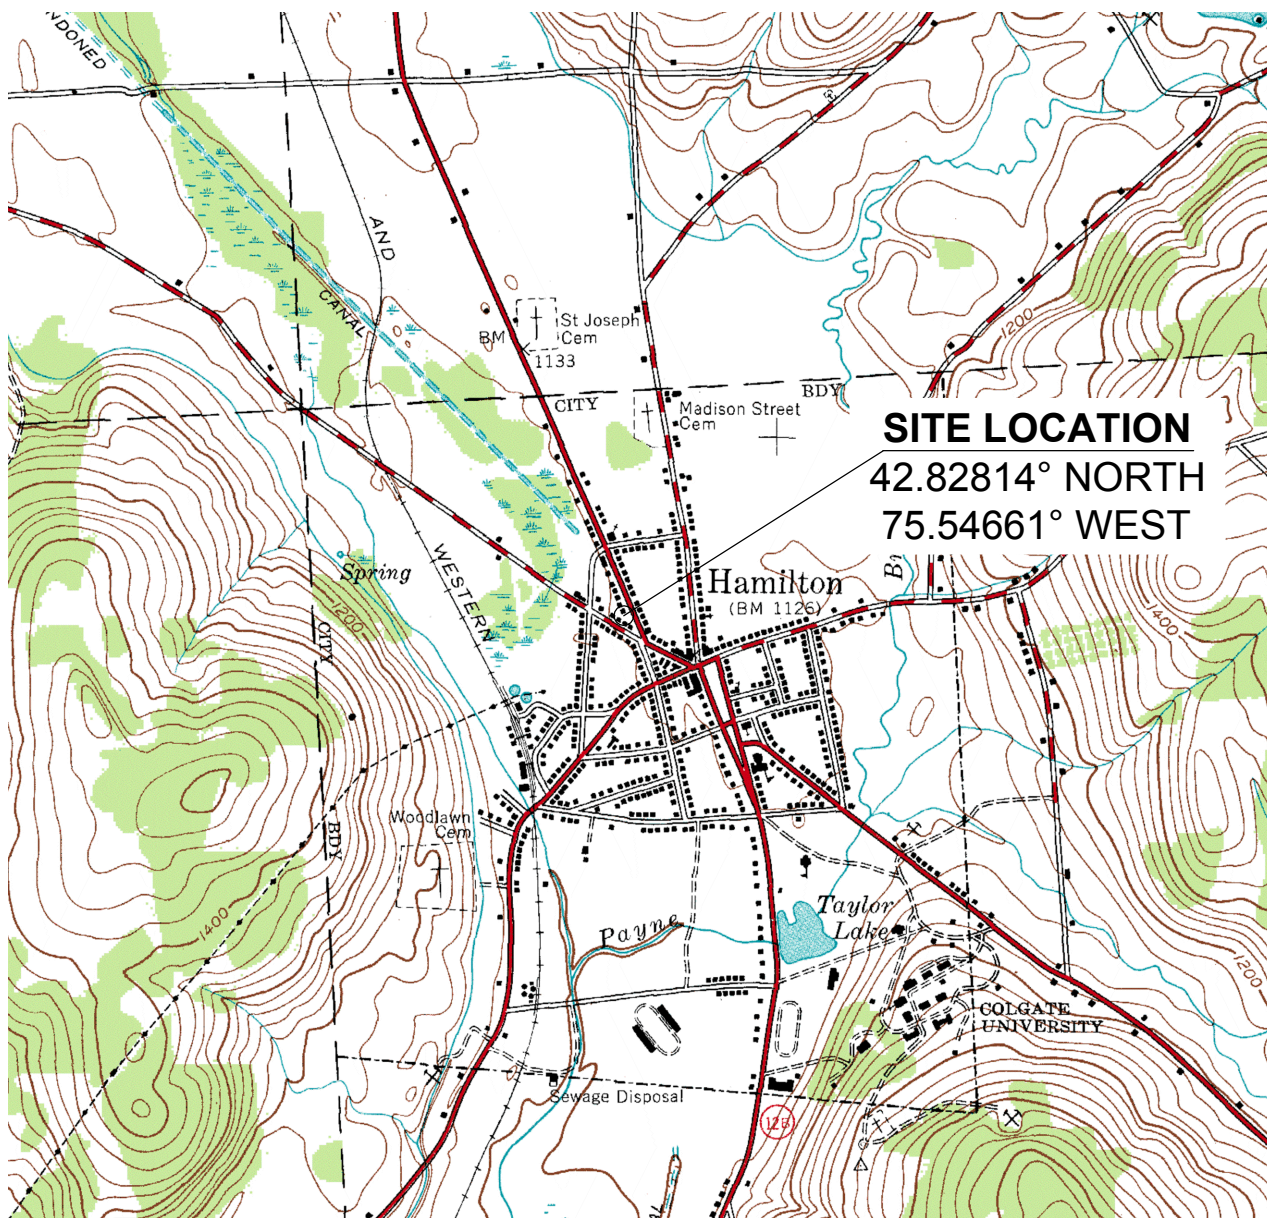 NDONED
AND
CANAL
St Joseph
Cem
BM
1133
CITY
BDY
Madison Street
Cem
SITE LOCATION
42.82814° NORTH
75.54661° WEST
1200
Spring
1200
WESTERN
Hamilton
(BM 1126)
1400
CITY
BDY
Woodlawn
Cem
1400
Payne
Taylor
Lake
1200
COLGATE
UNIVERSITY
Sewage Disposal
12B